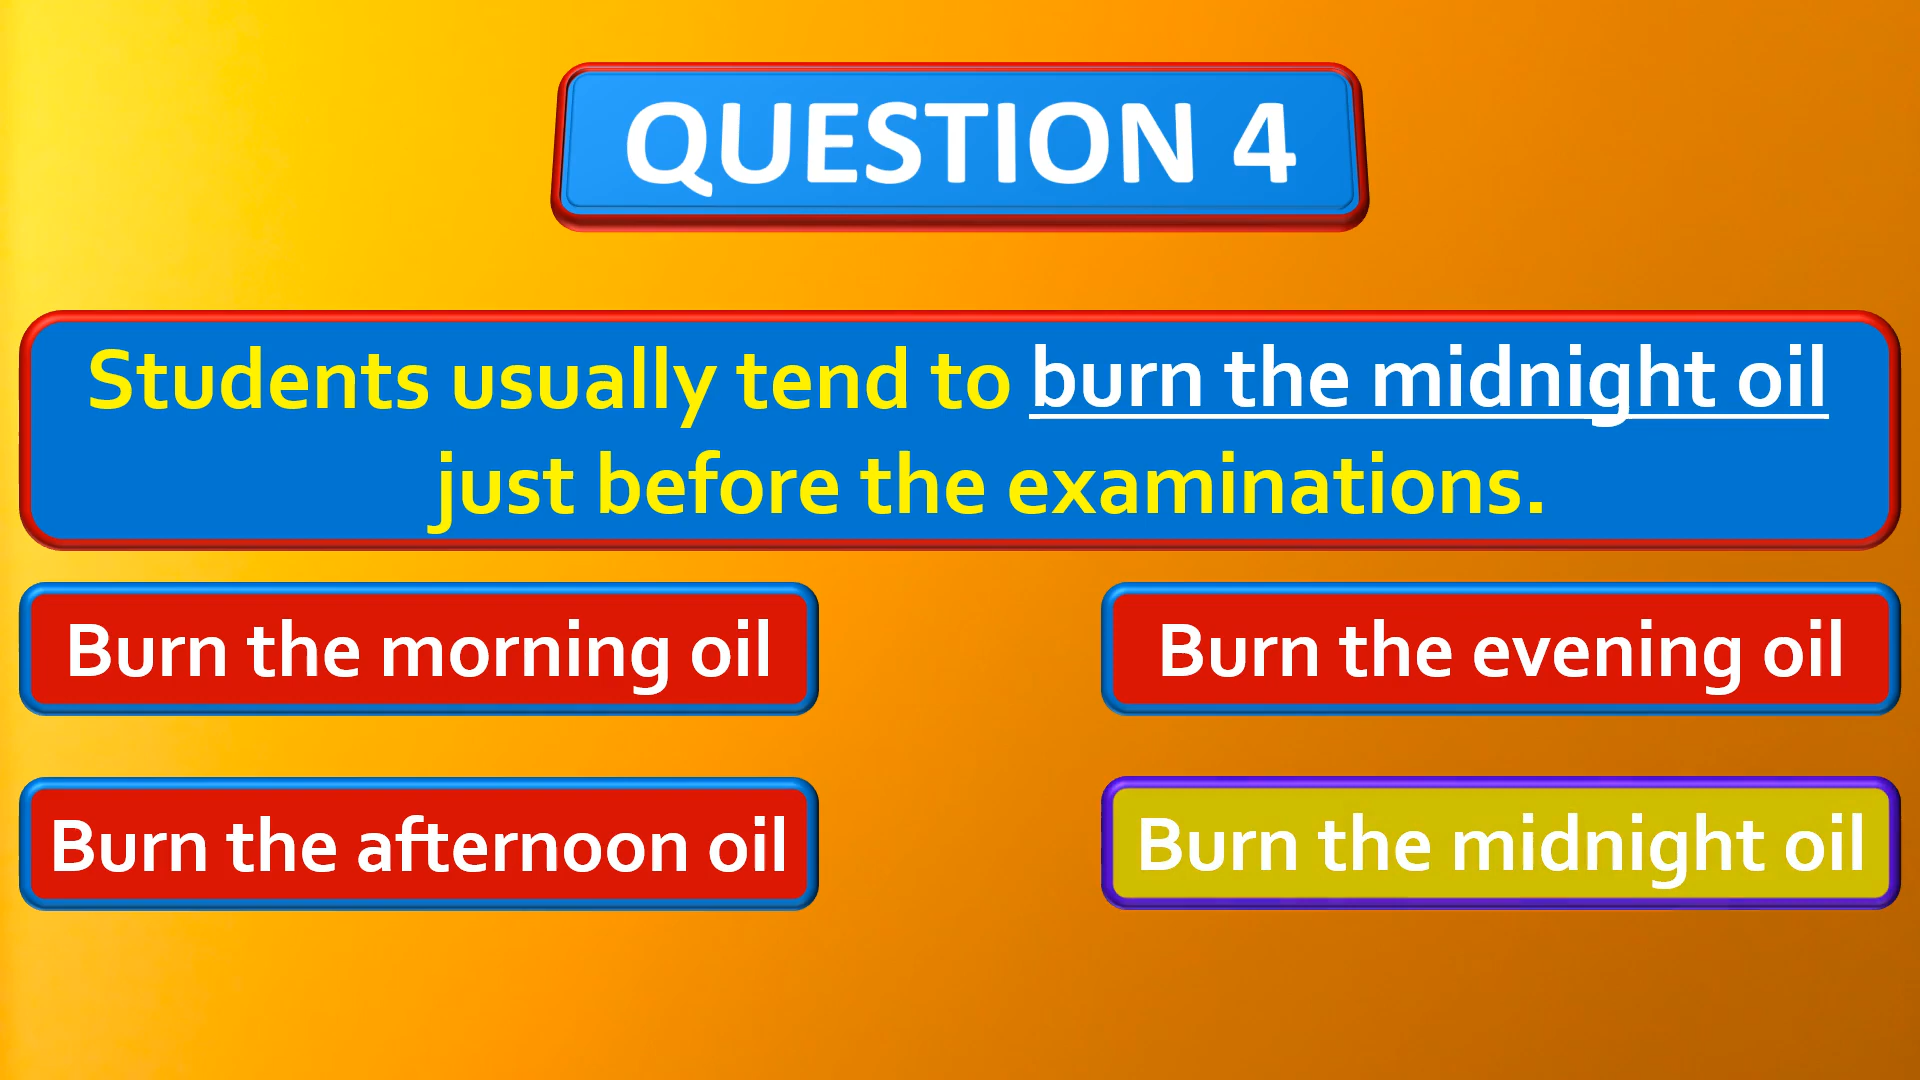 QUESTION 4
Students usually tend to burn the midnight oil
just before the examinations.
Burn the morning oil
Burn the evening oil
Burn the afternoon oil
Burn the midnight oil